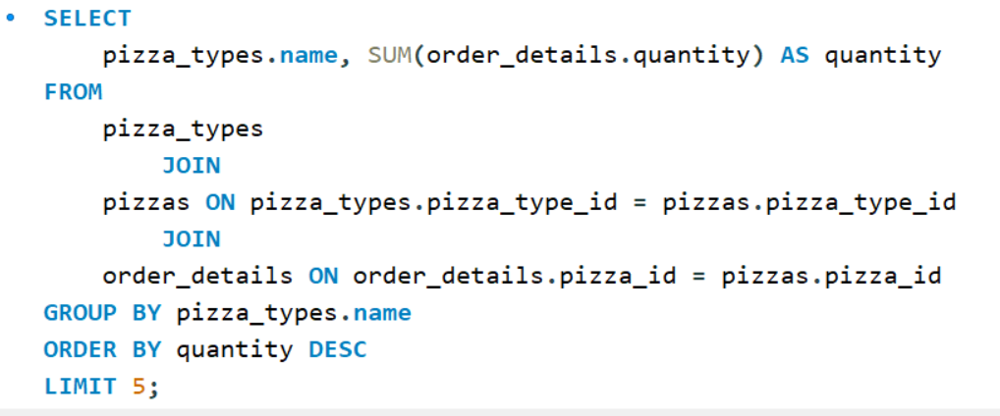 SELECT
    pizza_types.name, SUM(order_details.quantity) AS quantity
FROM
    pizza_types
        JOIN
    pizzas ON pizza_types.pizza_type_id = pizzas.pizza_type_id
        JOIN
    order_details ON order_details.pizza_id = pizzas.pizza_id
GROUP BY pizza_types.name
ORDER BY quantity DESC
LIMIT 5;